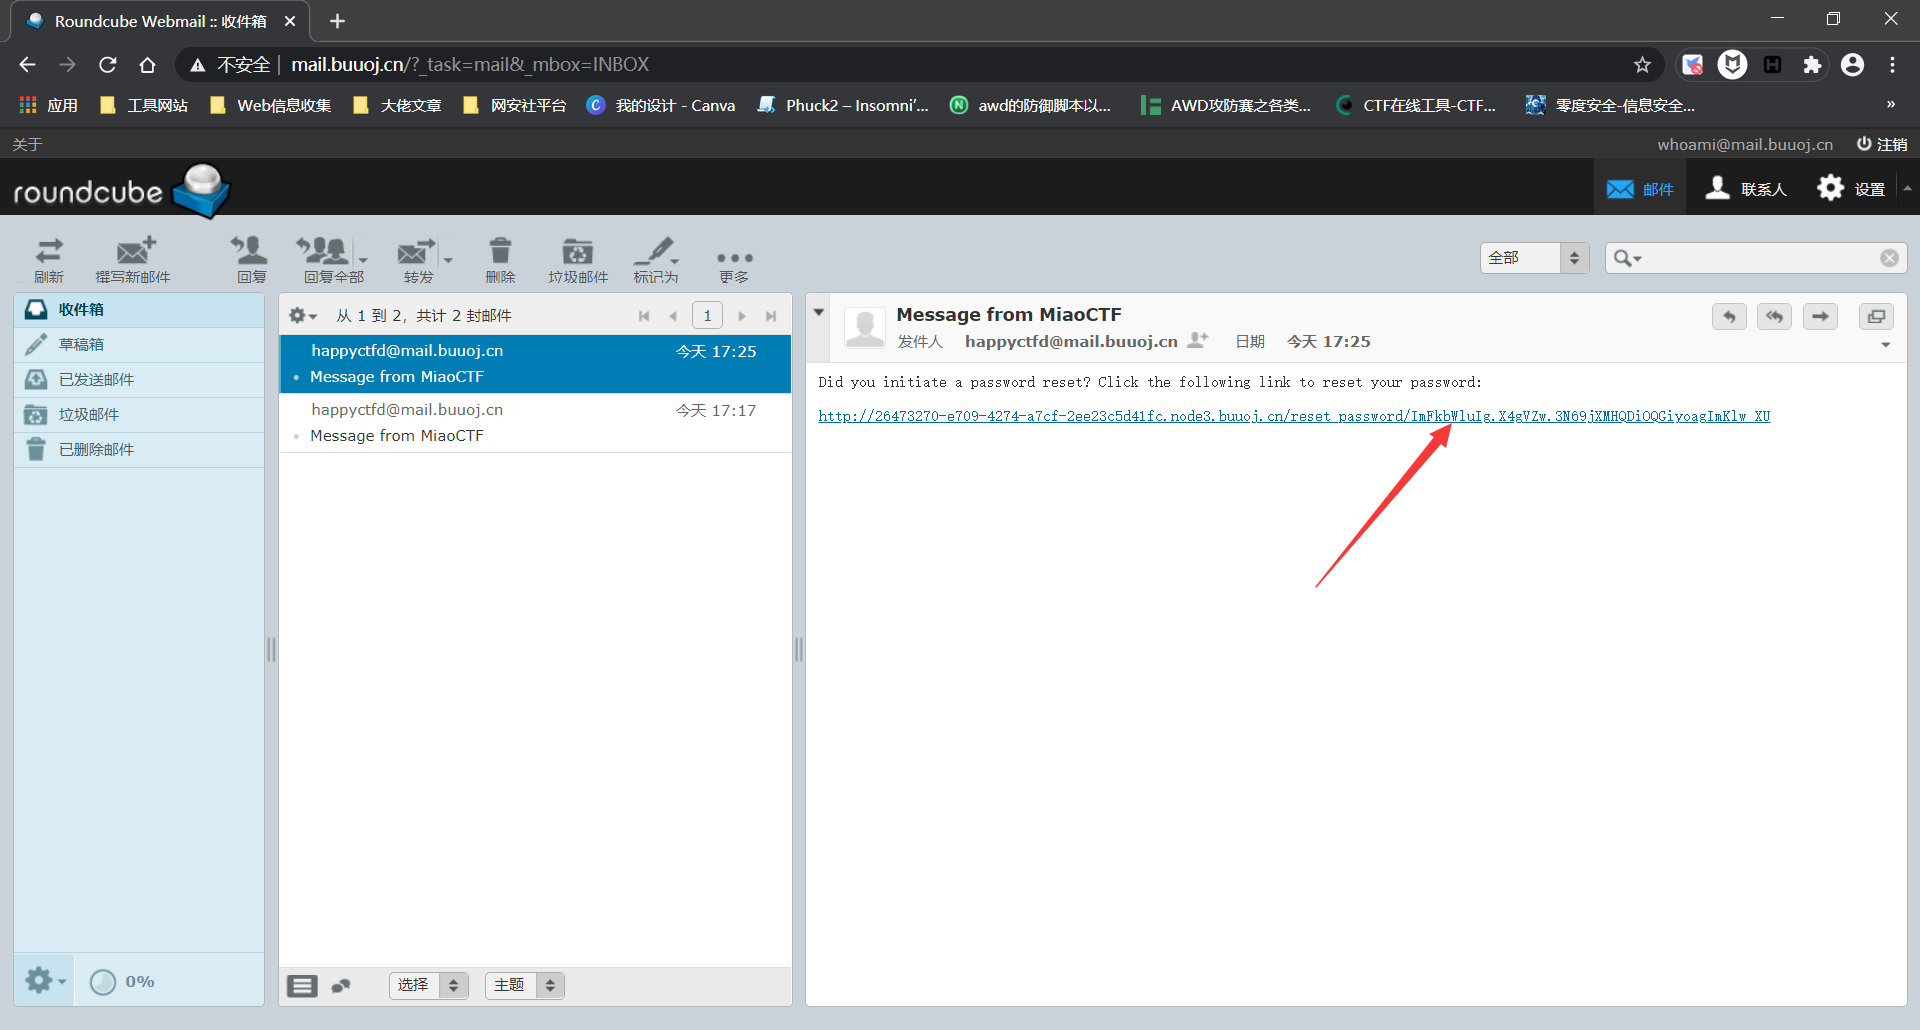 Roundcube Webmail :: 收件箱
不安全 | mail.buuoj.cn/?_task=mail&_mbox=INBOX
应用 工具网站 Web信息收集 大佬文章 网安社平台 我的设计 - Canva Phuck2 – Insomni'... awd的防御脚本以... AWD攻防赛之各类... CTF在线工具-CTF... 零度安全-信息安全... »
关于 whoami@mail.buuoj.cn 注销
roundcube 邮件 联系人 设置
刷新 撰写新邮件 回复 回复全部 转发 删除 垃圾邮件 标记为 更多 全部
收件箱
草稿箱
已发送邮件
垃圾邮件
已删除邮件
0%
从 1 到 2，共计 2 封邮件 1
happyctfd@mail.buuoj.cn 今天 17:25
Message from MiaoCTF
happyctfd@mail.buuoj.cn 今天 17:17
Message from MiaoCTF
选择 主题
Message from MiaoCTF
发件人 happyctfd@mail.buuoj.cn 日期 今天 17:25
Did you initiate a password reset? Click the following link to reset your password:
http://26473270-e709-4274-a7cf-2ee23c5d41fc.node3.buuoj.cn/reset_password/ImFkbWluIg.X4gVZw.3N69jXMHQDiOQGiyoagImKlw_XU